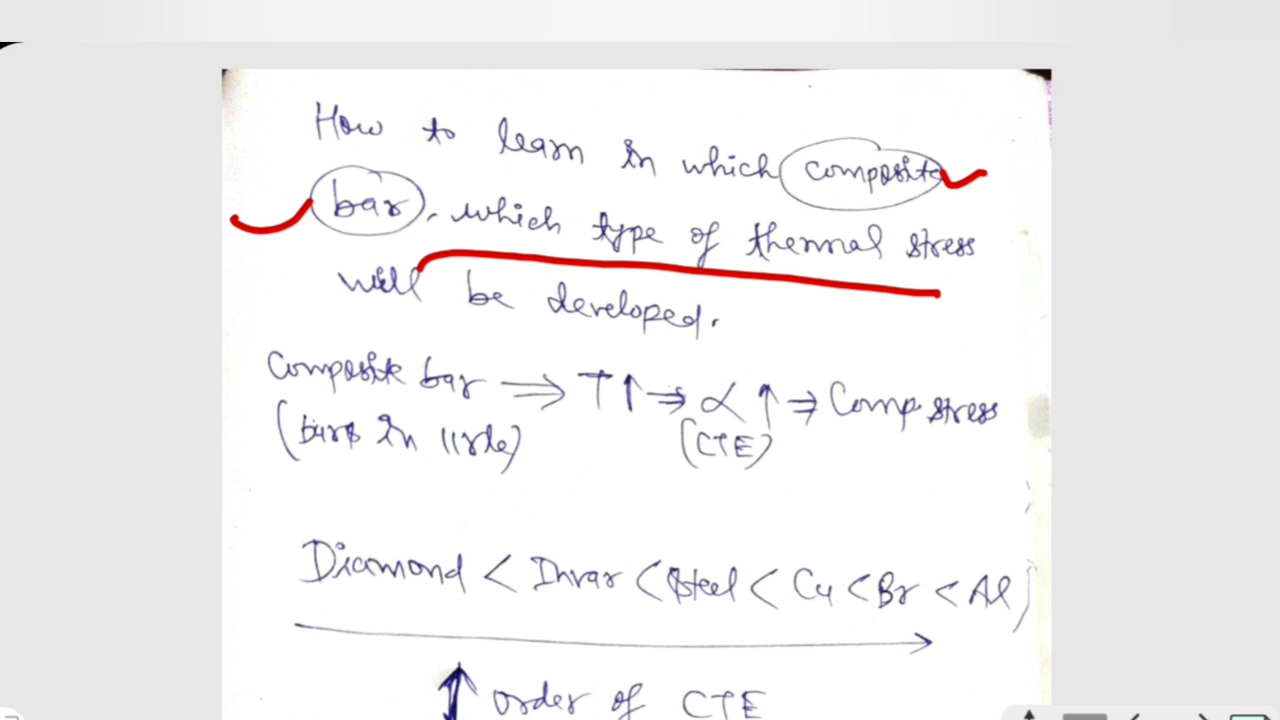 How to learn in which composite
bar, which type of thermal stress
will be developed.
Composite bar ⇒ T↑ ⇒ α ↑ ⇒ Comp. stress
(bars in llrle) (CTE)
Diamond < Invar < Steel < Cu < Br < Al
↑ order of CTE